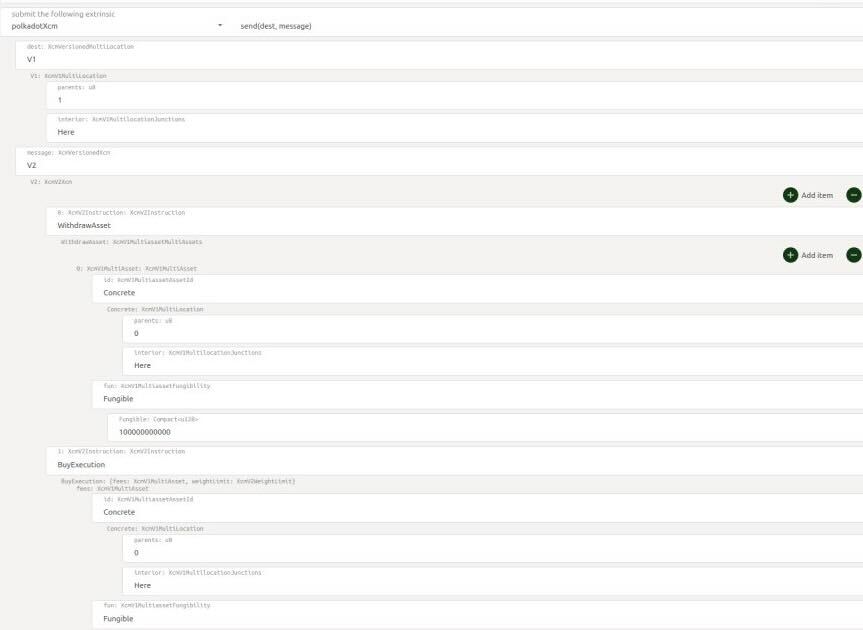 submit the following extrinsic
polkadotXcm
send(dest, message)
dest: XcmVersionedMultiLocation
V1
V1: XcmV1MultiLocation
parents: u8
1
interior: XcmV1MultilocationJunctions
Here
message: XcmVersionedXcm
V2
V2: XcmV2Xcm
Add item
0: XcmV2Instruction: XcmV2Instruction
WithdrawAsset
WithdrawAsset: XcmV1MultiassetMultiAssets
Add item
0: XcmV1MultiAsset: XcmV1MultiAsset
id: XcmV1MultiassetAssetId
Concrete
Concrete: XcmV1MultiLocation
parents: u8
0
interior: XcmV1MultilocationJunctions
Here
fun: XcmV1MultiassetFungibility
Fungible
Fungible: Compact<u128>
100000000000
1: XcmV2Instruction: XcmV2Instruction
BuyExecution
BuyExecution: {fees: XcmV1MultiAsset, weightLimit: XcmV2WeightLimit}
fees: XcmV1MultiAsset
id: XcmV1MultiassetAssetId
Concrete
Concrete: XcmV1MultiLocation
parents: u8
0
interior: XcmV1MultilocationJunctions
Here
fun: XcmV1MultiassetFungibility
Fungible